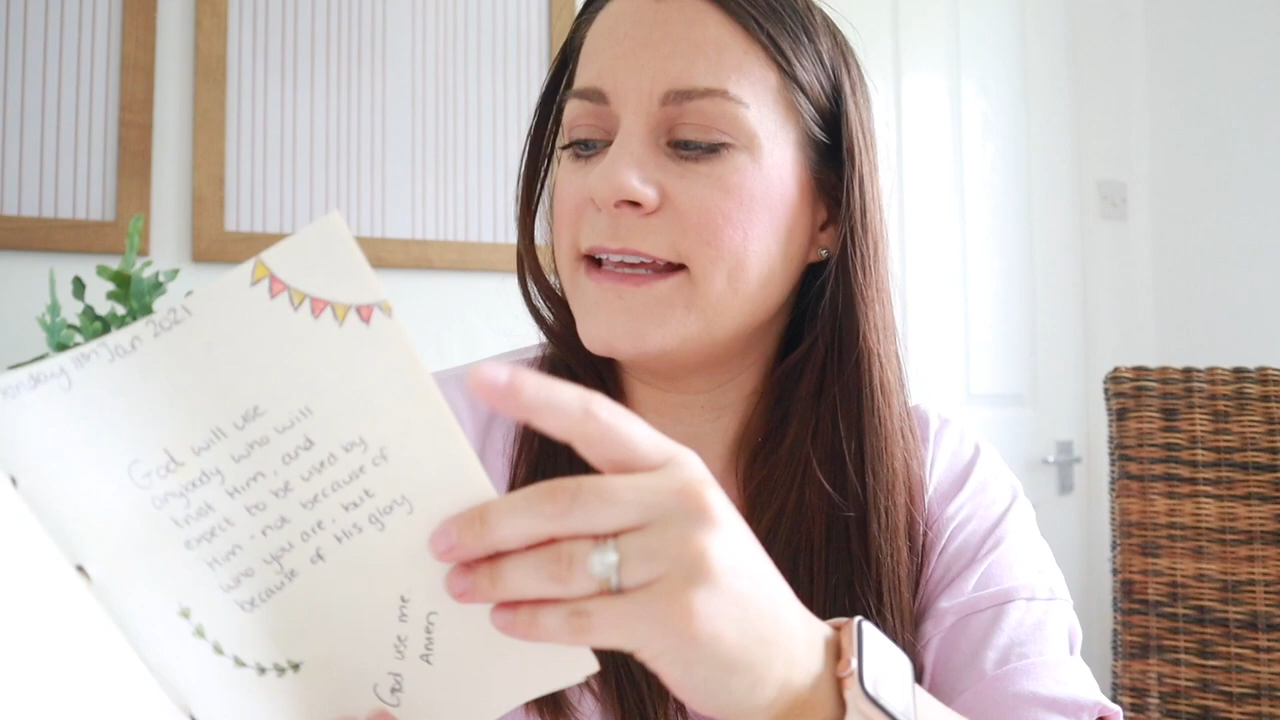 Monday 11th Jan 2021
God will use
anybody who will
trust Him, and
expect to be used by
Him - not because of
who you are, but
because of His glory
God use me
Amen